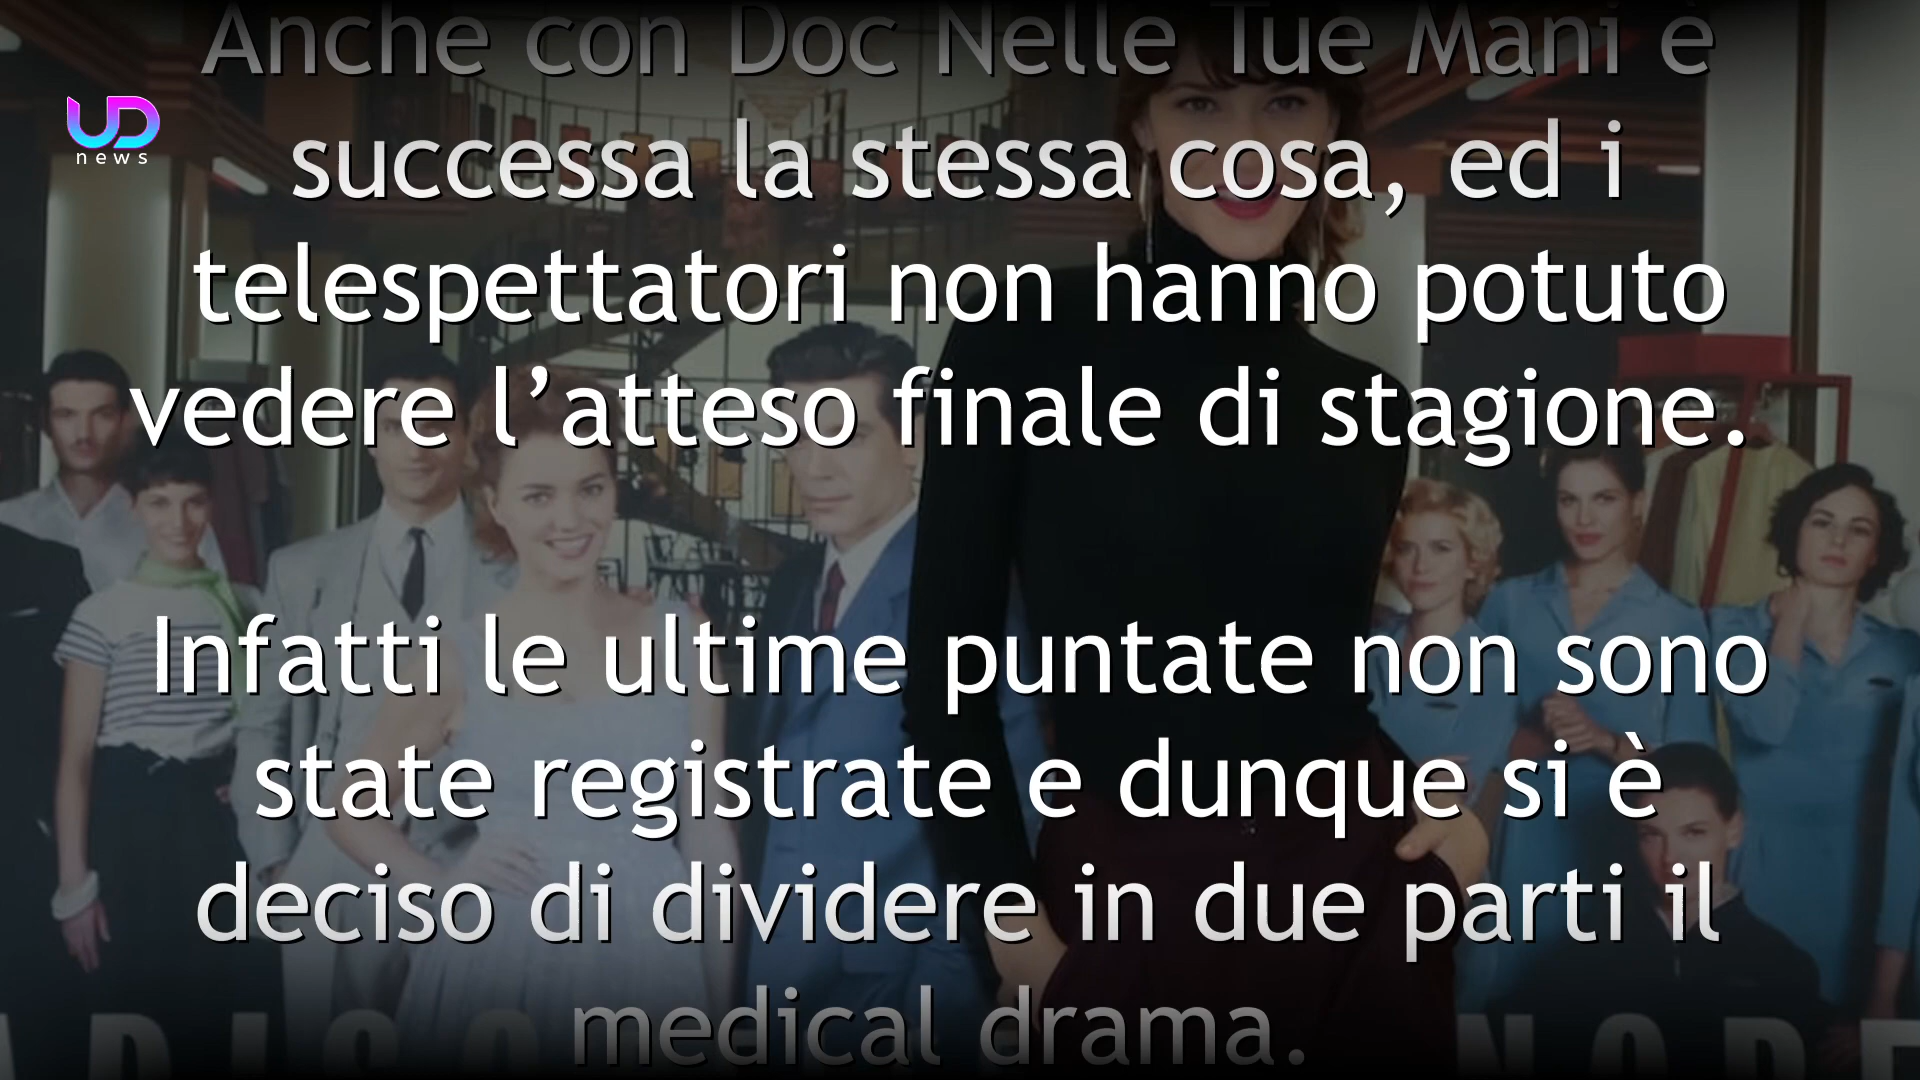 Anche con Doc Nelle Tue Mani è
UD
news
successa la stessa cosa, ed i
telespettatori non hanno potuto
vedere l’atteso finale di stagione.
Infatti le ultime puntate non sono
state registrate e dunque si è
deciso di dividere in due parti il
medical drama.